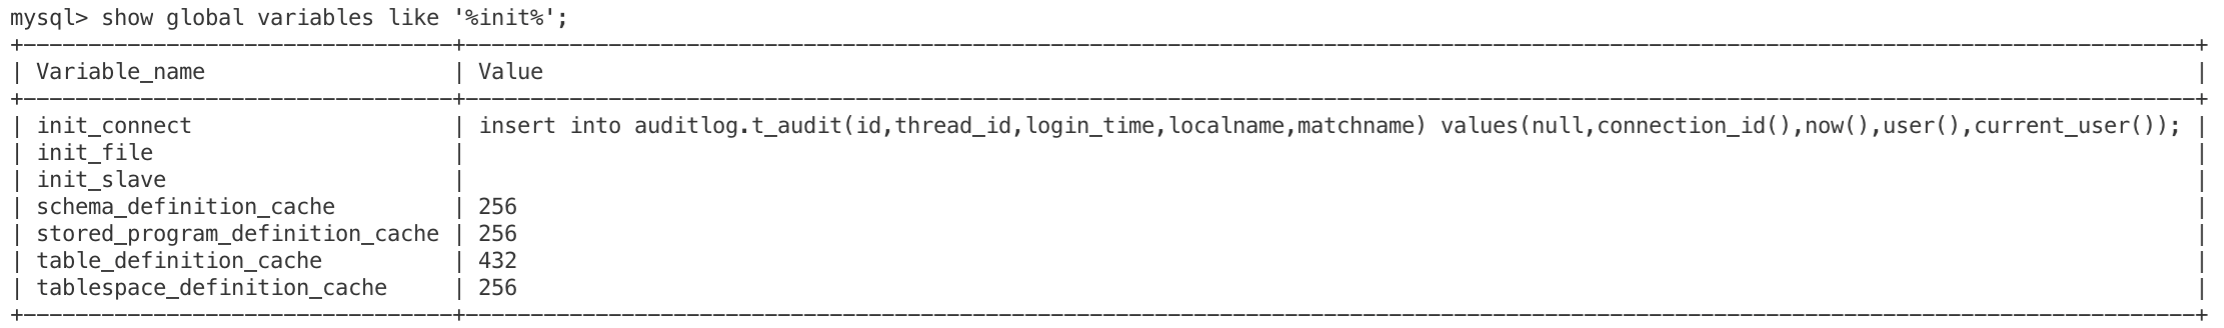 mysql> show global variables like '%init%';
+---------------------------------+-------------------------------------------------------------------------------------------------------------------------------------+
| Variable_name                   | Value                                                                                                                               |
+---------------------------------+-------------------------------------------------------------------------------------------------------------------------------------+
| init_connect                    | insert into auditlog.t_audit(id,thread_id,login_time,localname,matchname) values(null,connection_id(),now(),user(),current_user()); |
| init_file                       |                                                                                                                                     |
| init_slave                      |                                                                                                                                     |
| schema_definition_cache         | 256                                                                                                                                 |
| stored_program_definition_cache | 256                                                                                                                                 |
| table_definition_cache          | 432                                                                                                                                 |
| tablespace_definition_cache     | 256                                                                                                                                 |
+---------------------------------+-------------------------------------------------------------------------------------------------------------------------------------+